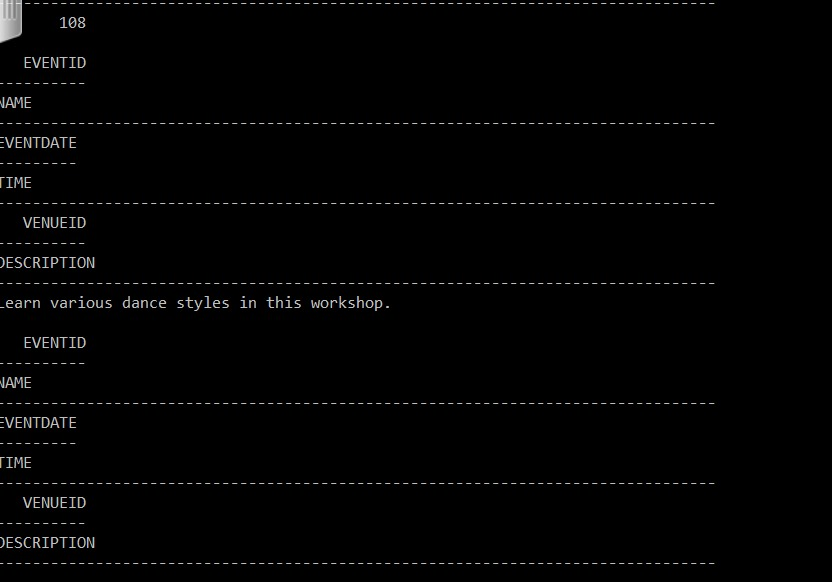 --------------------------------------------------------------------------------
108
EVENTID
----------
NAME
--------------------------------------------------------------------------------
EVENTDATE
---------
TIME
--------------------------------------------------------------------------------
VENUEID
----------
DESCRIPTION
--------------------------------------------------------------------------------
Learn various dance styles in this workshop.
EVENTID
----------
NAME
--------------------------------------------------------------------------------
EVENTDATE
---------
TIME
--------------------------------------------------------------------------------
VENUEID
----------
DESCRIPTION
--------------------------------------------------------------------------------